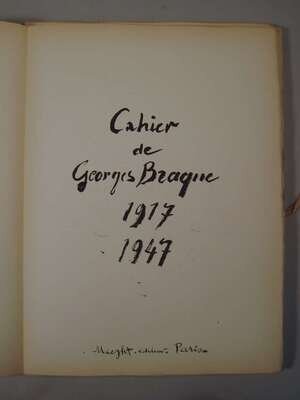 Cahier
de
Georges Braque
1917
1947
Maeght éditeur Paris